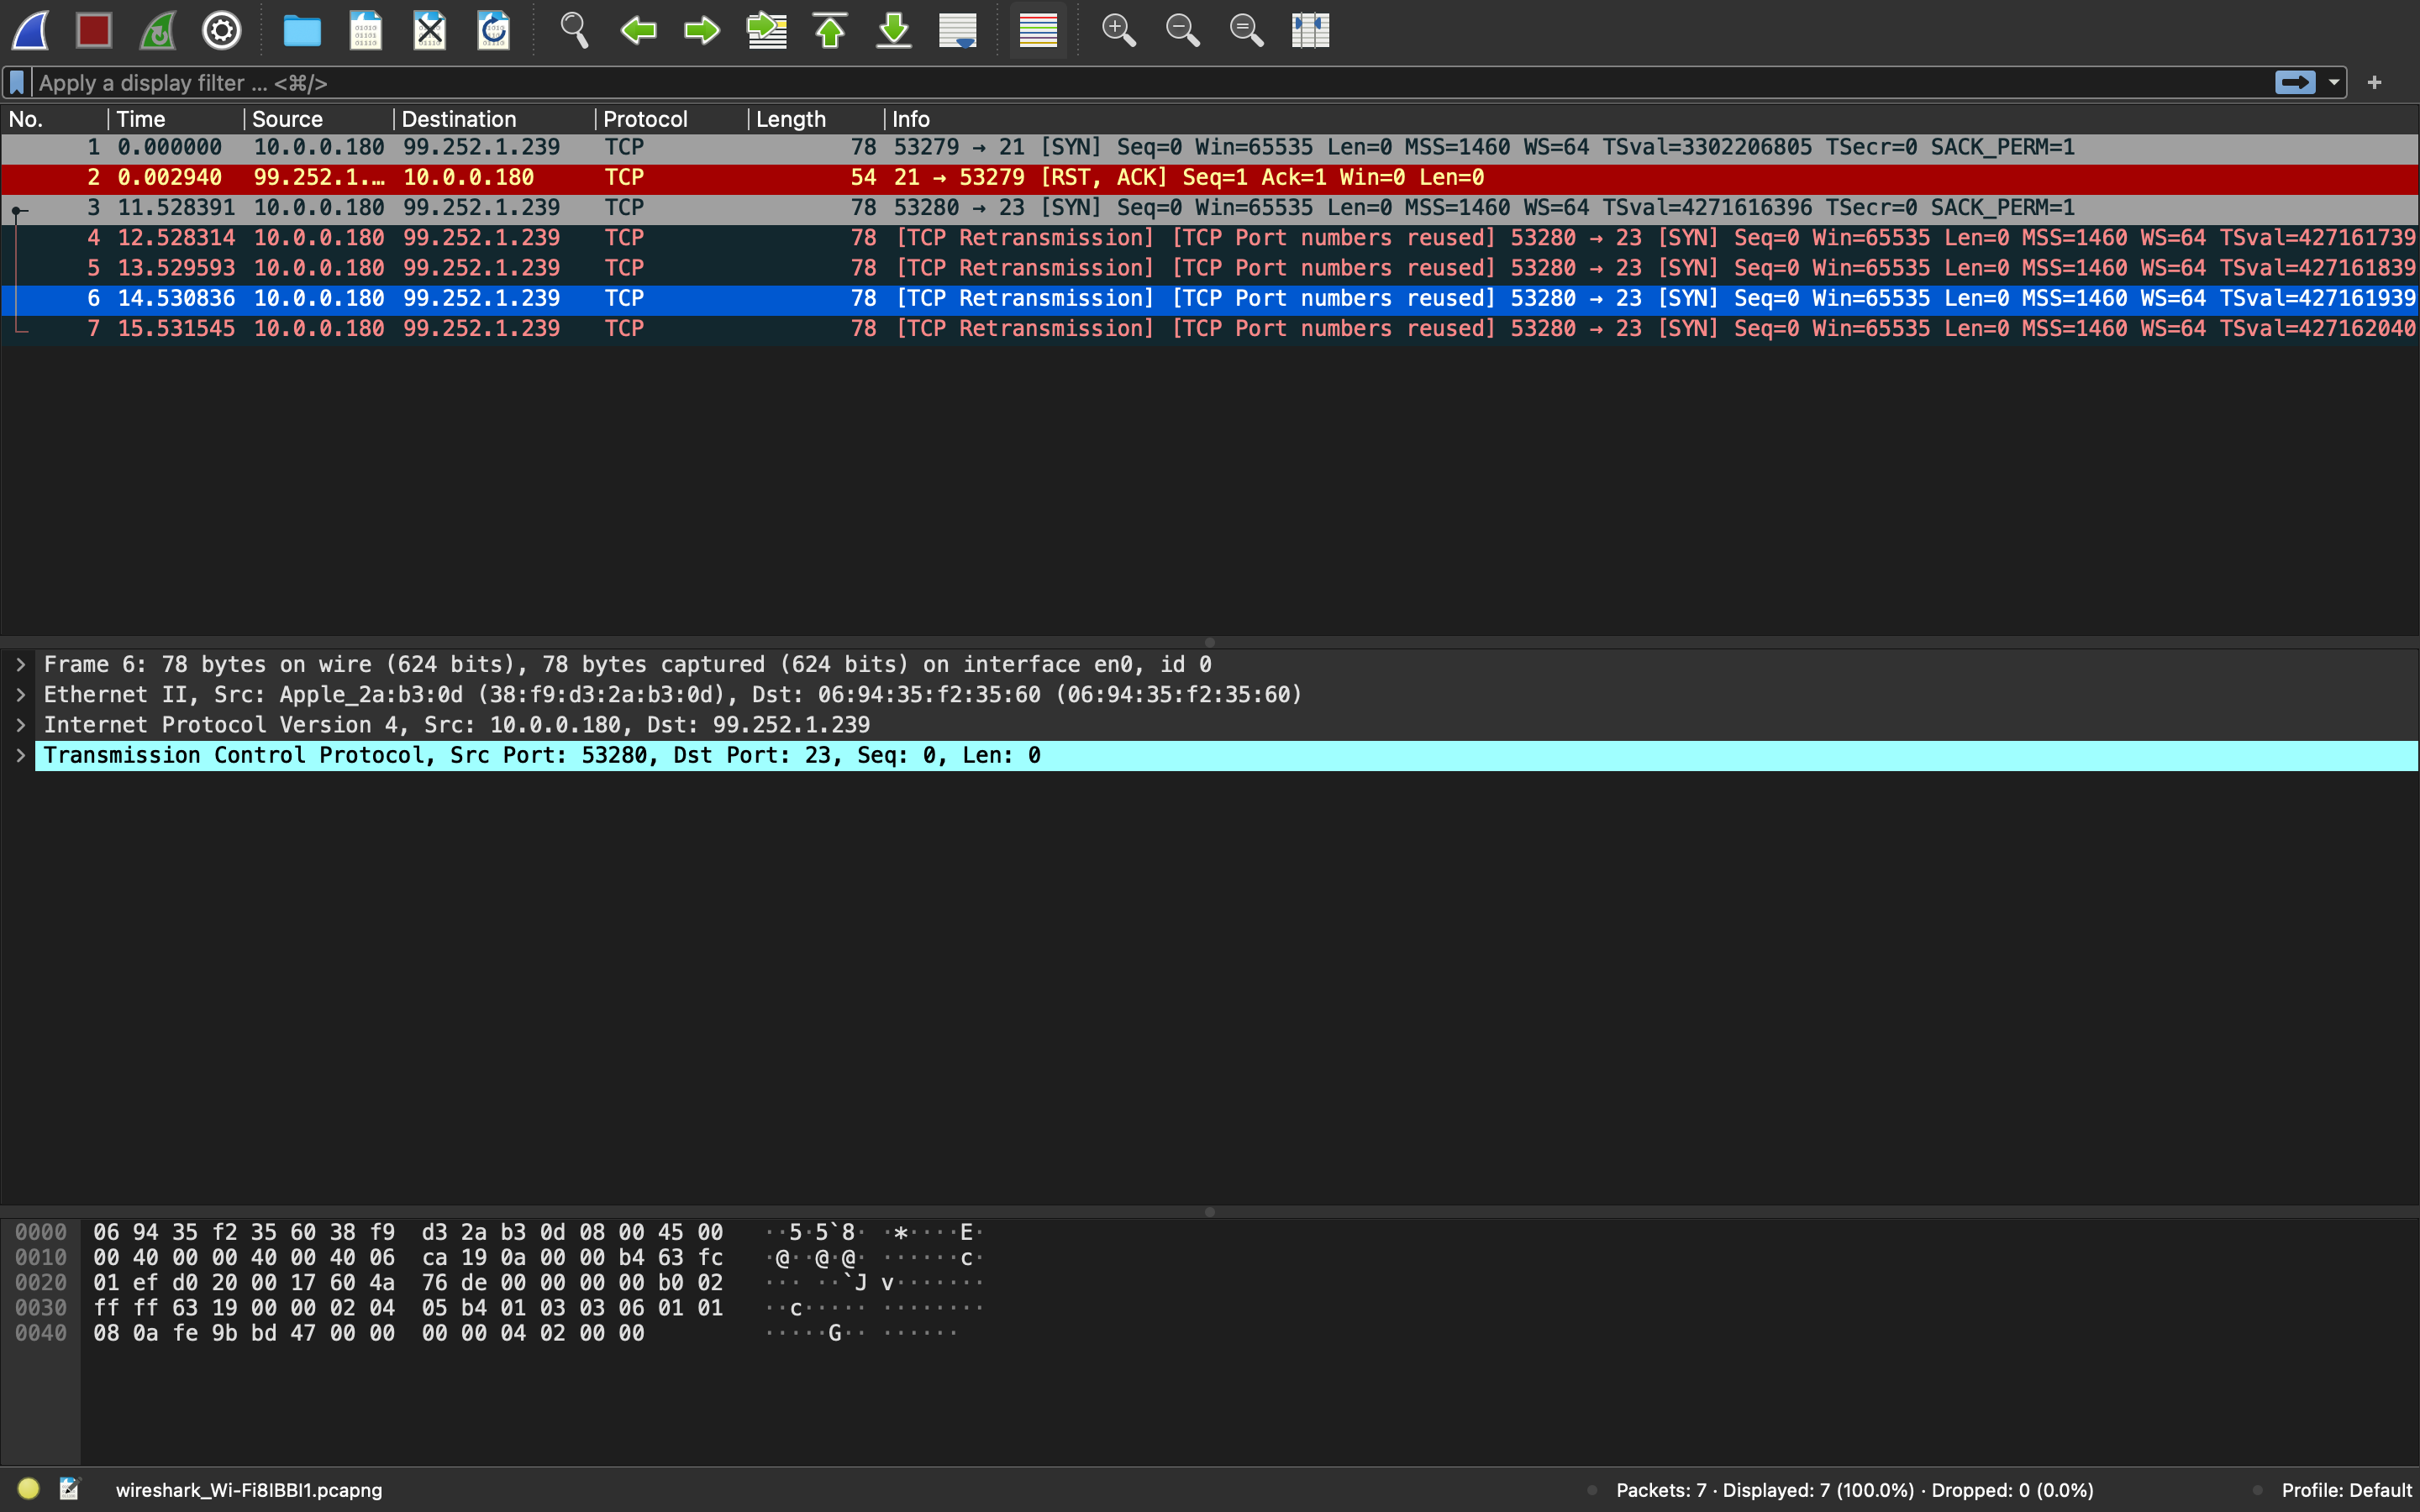 Apply a display filter ... <⌘/>
No. Time Source Destination Protocol Length Info
1 0.000000 10.0.0.180 99.252.1.239 TCP 78 53279 → 21 [SYN] Seq=0 Win=65535 Len=0 MSS=1460 WS=64 TSval=3302206805 TSecr=0 SACK_PERM=1
2 0.002940 99.252.1.… 10.0.0.180 TCP 54 21 → 53279 [RST, ACK] Seq=1 Ack=1 Win=0 Len=0
3 11.528391 10.0.0.180 99.252.1.239 TCP 78 53280 → 23 [SYN] Seq=0 Win=65535 Len=0 MSS=1460 WS=64 TSval=4271616396 TSecr=0 SACK_PERM=1
4 12.528314 10.0.0.180 99.252.1.239 TCP 78 [TCP Retransmission] [TCP Port numbers reused] 53280 → 23 [SYN] Seq=0 Win=65535 Len=0 MSS=1460 WS=64 TSval=427161739
5 13.529593 10.0.0.180 99.252.1.239 TCP 78 [TCP Retransmission] [TCP Port numbers reused] 53280 → 23 [SYN] Seq=0 Win=65535 Len=0 MSS=1460 WS=64 TSval=427161839
6 14.530836 10.0.0.180 99.252.1.239 TCP 78 [TCP Retransmission] [TCP Port numbers reused] 53280 → 23 [SYN] Seq=0 Win=65535 Len=0 MSS=1460 WS=64 TSval=427161939
7 15.531545 10.0.0.180 99.252.1.239 TCP 78 [TCP Retransmission] [TCP Port numbers reused] 53280 → 23 [SYN] Seq=0 Win=65535 Len=0 MSS=1460 WS=64 TSval=427162040
Frame 6: 78 bytes on wire (624 bits), 78 bytes captured (624 bits) on interface en0, id 0
Ethernet II, Src: Apple_2a:b3:0d (38:f9:d3:2a:b3:0d), Dst: 06:94:35:f2:35:60 (06:94:35:f2:35:60)
Internet Protocol Version 4, Src: 10.0.0.180, Dst: 99.252.1.239
Transmission Control Protocol, Src Port: 53280, Dst Port: 23, Seq: 0, Len: 0
0000 06 94 35 f2 35 60 38 f9 d3 2a b3 0d 08 00 45 00 ··5·5`8· ·*····E·
0010 00 40 00 00 40 00 40 06 ca 19 0a 00 00 b4 63 fc ·@··@·@· ······c·
0020 01 ef d0 20 00 17 60 4a 76 de 00 00 00 00 b0 02 ··· ··`J v·······
0030 ff ff 63 19 00 00 02 04 05 b4 01 03 03 06 01 01 ··c····· ········
0040 08 0a fe 9b bd 47 00 00 00 00 04 02 00 00 ·····G·· ······
wireshark_Wi-Fi8IBBI1.pcapng Packets: 7 · Displayed: 7 (100.0%) · Dropped: 0 (0.0%) Profile: Default